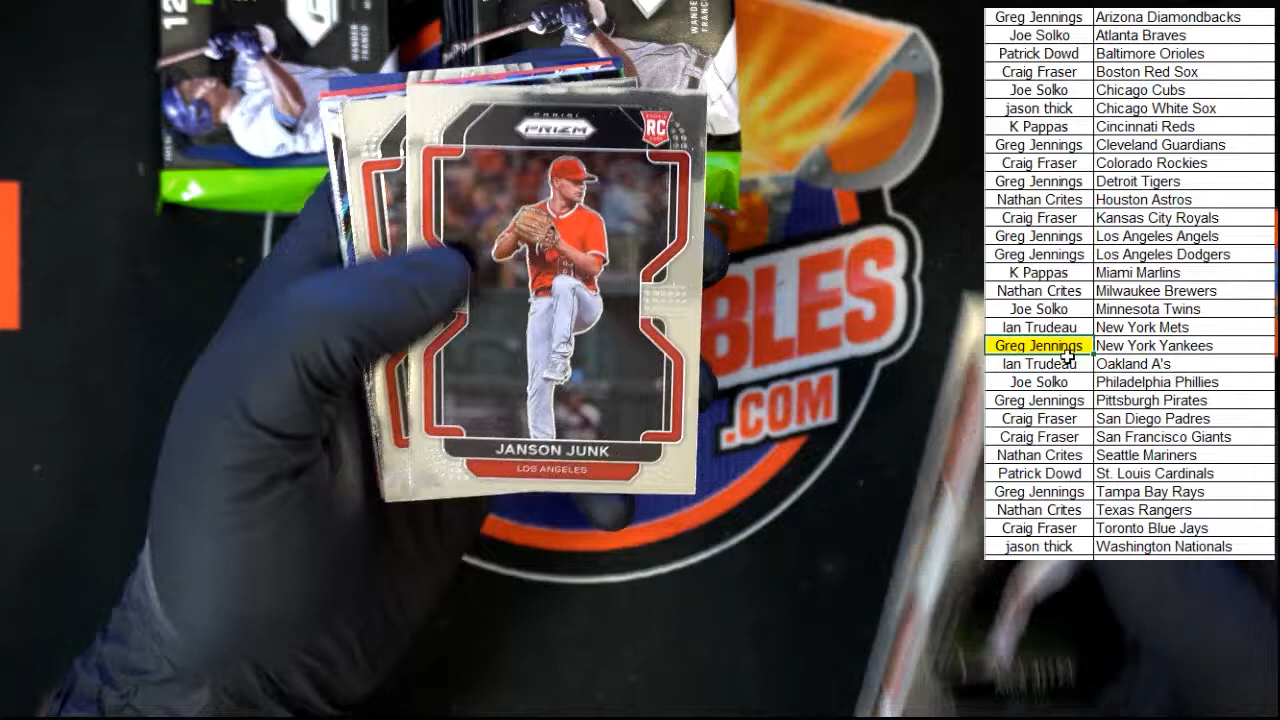 12
WANDER FRANCO
WANDER
FRANC
PANINI
PRIZM
RC
JANSON JUNK
LOS ANGELES
BLES
.COM
Greg Jennings Arizona Diamondbacks
Joe Solko Atlanta Braves
Patrick Dowd Baltimore Orioles
Craig Fraser Boston Red Sox
Joe Solko Chicago Cubs
jason thick Chicago White Sox
K Pappas Cincinnati Reds
Greg Jennings Cleveland Guardians
Craig Fraser Colorado Rockies
Greg Jennings Detroit Tigers
Nathan Crites Houston Astros
Craig Fraser Kansas City Royals
Greg Jennings Los Angeles Angels
Greg Jennings Los Angeles Dodgers
K Pappas Miami Marlins
Nathan Crites Milwaukee Brewers
Joe Solko Minnesota Twins
Ian Trudeau New York Mets
Greg Jennings New York Yankees
Ian Trudeau Oakland A's
Joe Solko Philadelphia Phillies
Greg Jennings Pittsburgh Pirates
Craig Fraser San Diego Padres
Craig Fraser San Francisco Giants
Nathan Crites Seattle Mariners
Patrick Dowd St. Louis Cardinals
Greg Jennings Tampa Bay Rays
Nathan Crites Texas Rangers
Craig Fraser Toronto Blue Jays
jason thick Washington Nationals